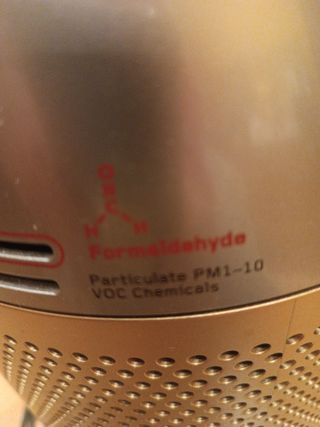 O
C
H H
Formaldehyde
Particulate PM1-10
VOC Chemicals